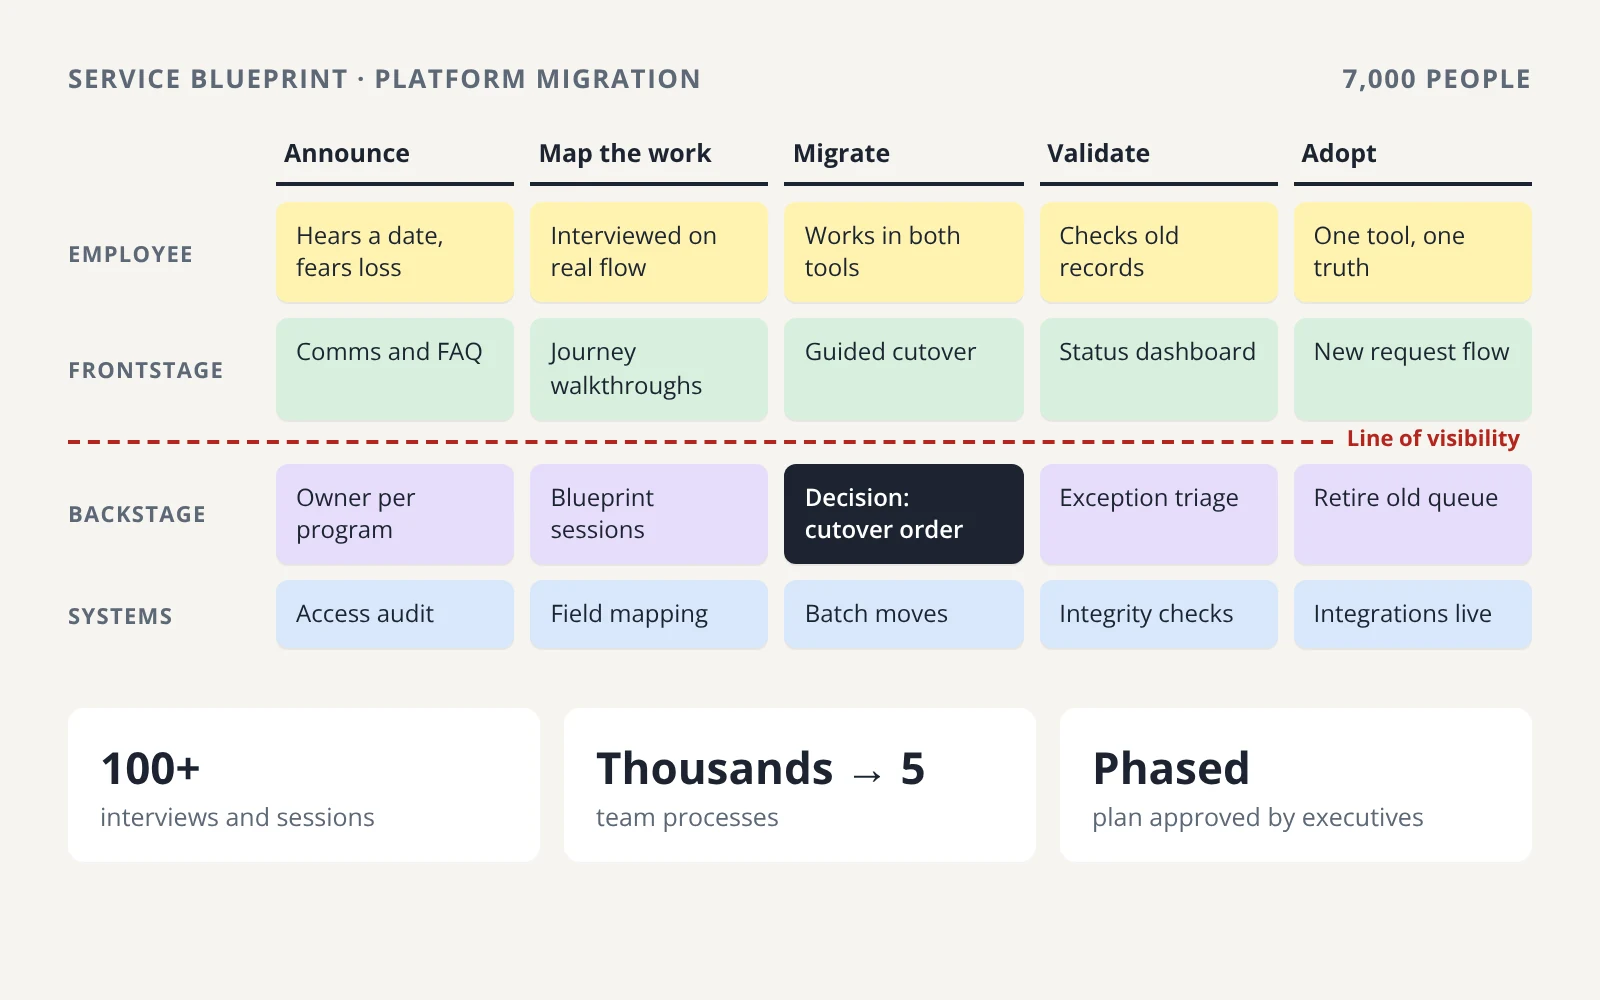 SERVICE BLUEPRINT · PLATFORM MIGRATION
7,000 PEOPLE
Announce
Map the work
Migrate
Validate
Adopt
EMPLOYEE
Hears a date,
fears loss
Interviewed on
real flow
Works in both
tools
Checks old
records
One tool, one
truth
FRONTSTAGE
Comms and FAQ
Journey
walkthroughs
Guided cutover
Status dashboard
New request flow
Line of visibility
BACKSTAGE
Owner per
program
Blueprint
sessions
Decision:
cutover order
Exception triage
Retire old queue
SYSTEMS
Access audit
Field mapping
Batch moves
Integrity checks
Integrations live
100+
interviews and sessions
Thousands → 5
team processes
Phased
plan approved by executives